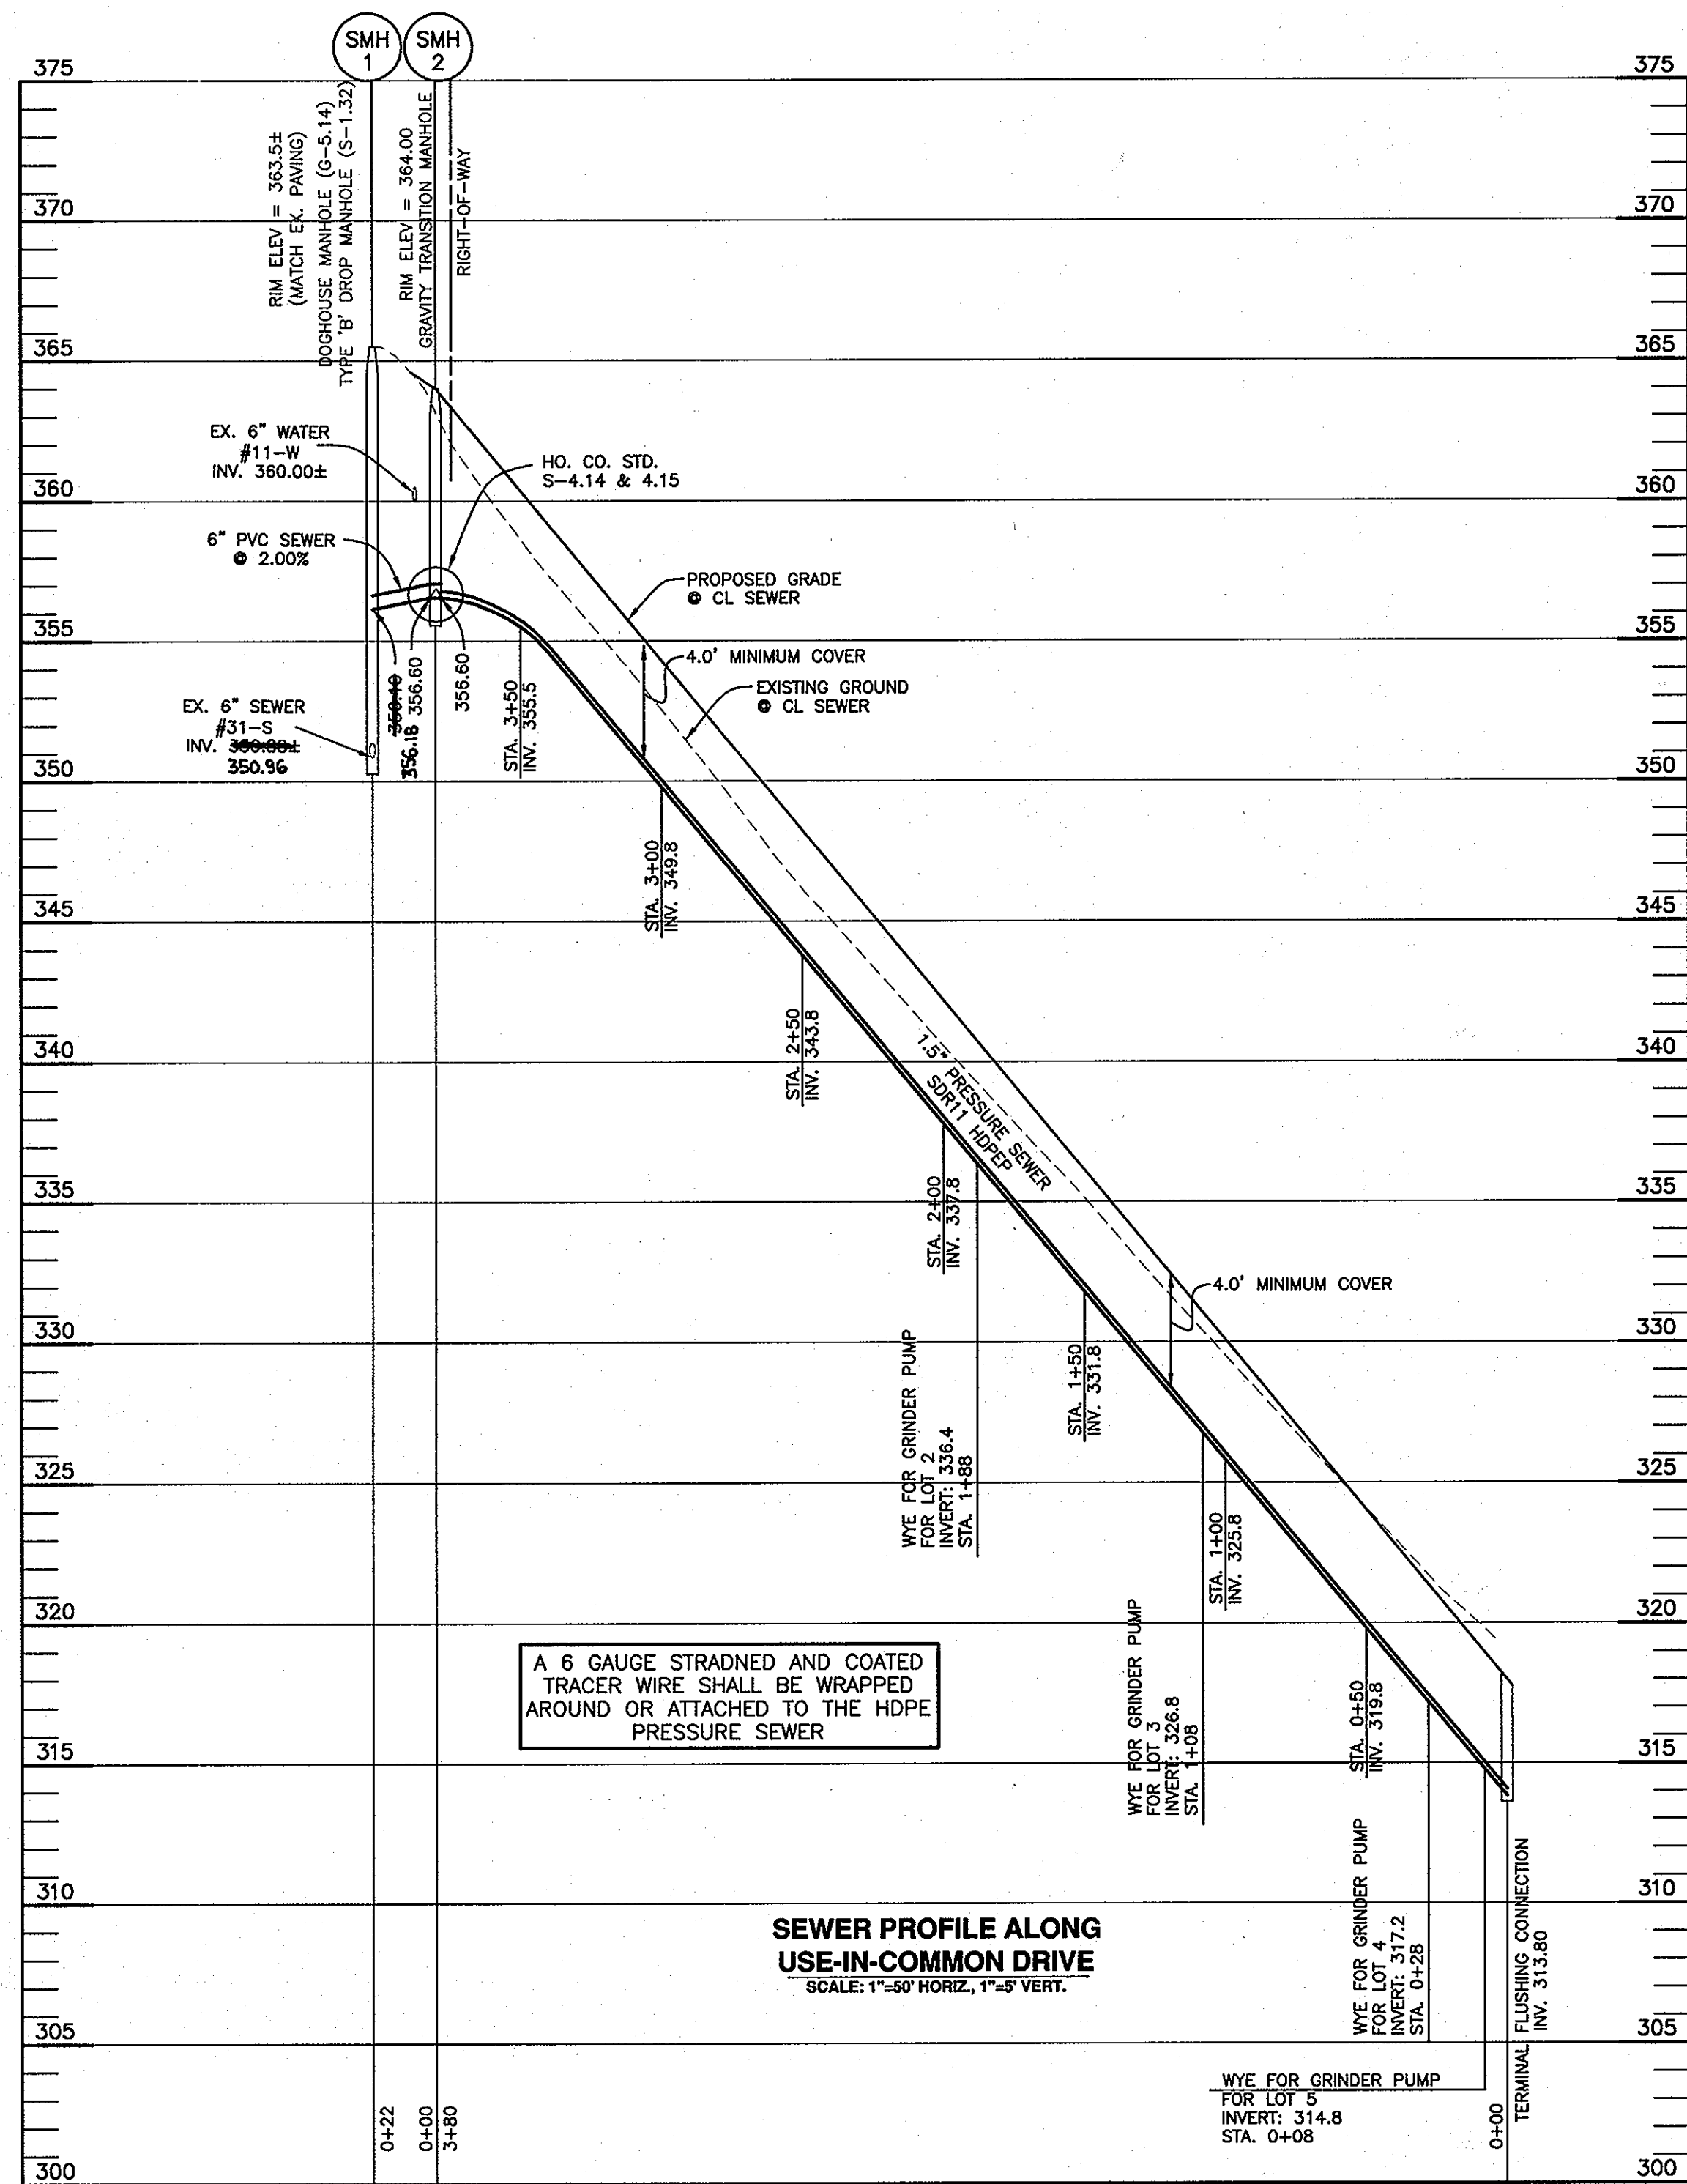 SMH
1
SMH
2
375
375
370
370
365
365
360
360
355
355
350
350
345
345
340
340
335
335
330
330
325
325
320
320
315
315
310
310
305
305
300
300
RIM ELEV = 363.5±
(MATCH EX. PAVING)
DOGHOUSE MANHOLE (G-5.14)
TYPE 'B' DROP MANHOLE (S-1.32)
RIM ELEV = 364.00
GRAVITY TRANSITION MANHOLE
RIGHT-OF-WAY
EX. 6" WATER
#11-W
INV. 360.00±
HO. CO. STD.
S-4.14 & 4.15
6" PVC SEWER
@ 2.00%
PROPOSED GRADE
@ CL SEWER
4.0' MINIMUM COVER
EXISTING GROUND
@ CL SEWER
EX. 6" SEWER
#31-S
INV.
350.96
356.18
356.60
356.60
STA. 3+50
INV. 355.5
STA. 3+00
INV. 349.8
STA. 2+50
INV. 343.8
1.5" PRESSURE SEWER
SDR11 HDPEP
STA. 2+00
INV. 337.8
WYE FOR GRINDER PUMP
FOR LOT 2
INVERT: 336.4
STA. 1+88
STA. 1+50
INV. 331.8
4.0' MINIMUM COVER
WYE FOR GRINDER PUMP
FOR LOT 3
INVERT: 326.8
STA. 1+08
STA. 1+00
INV. 325.8
STA. 0+50
INV. 319.8
WYE FOR GRINDER PUMP
FOR LOT 4
INVERT: 317.2
STA. 0+28
WYE FOR GRINDER PUMP
FOR LOT 5
INVERT: 314.8
STA. 0+08
TERMINAL FLUSHING CONNECTION
INV. 313.80
A 6 GAUGE STRADNED AND COATED
TRACER WIRE SHALL BE WRAPPED
AROUND OR ATTACHED TO THE HDPE
PRESSURE SEWER
SEWER PROFILE ALONG
USE-IN-COMMON DRIVE
SCALE: 1"=50' HORIZ., 1"=5' VERT.
0+22
0+00
3+80
0+00